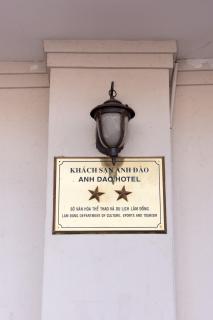 KHÁCH SẠN ANH ĐÀO
ANH DAO HOTEL
SỞ VĂN HÓA THỂ THAO VÀ DU LỊCH LÂM ĐỒNG
LAM DONG DEPARTMENT OF CULTURE, SPORTS AND TOURISM